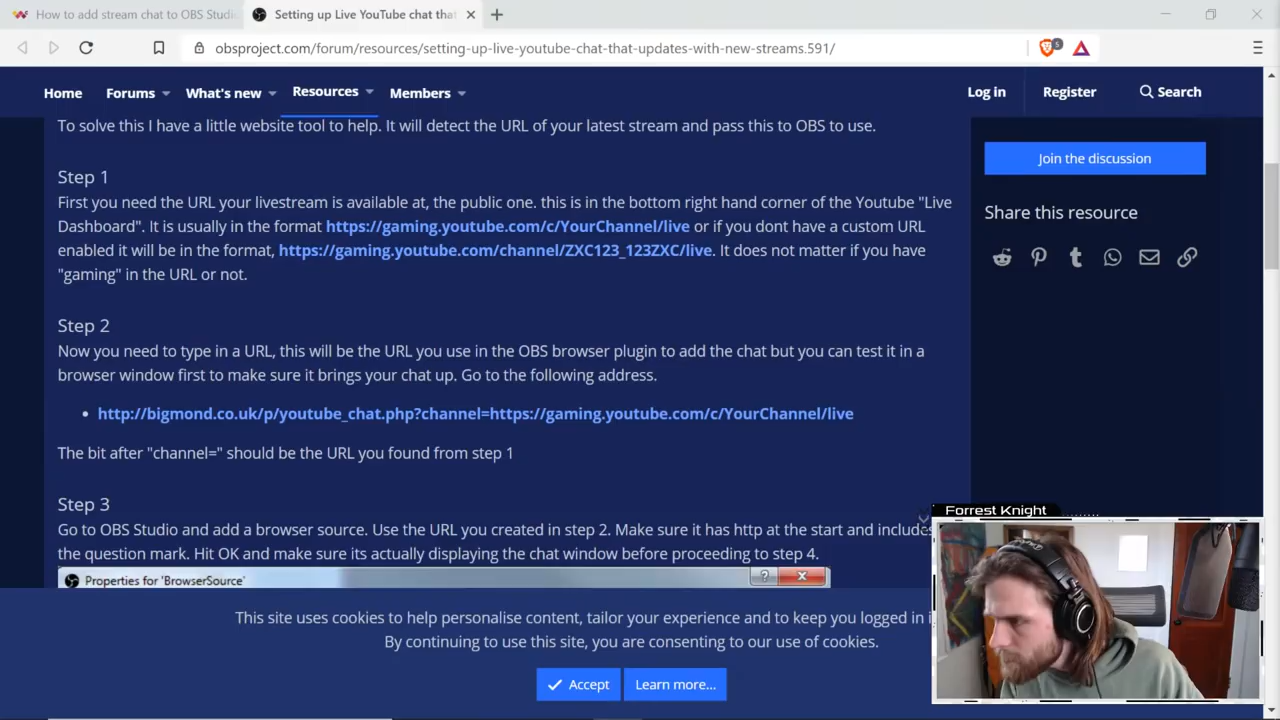 How to add stream chat to OBS Studio
Setting up Live YouTube chat that
obsproject.com/forum/resources/setting-up-live-youtube-chat-that-updates-with-new-streams.591/
5
Home
Forums
What's new
Resources
Members
Log in
Register
Search
To solve this I have a little website tool to help. It will detect the URL of your latest stream and pass this to OBS to use.
Step 1
First you need the URL your livestream is available at, the public one. this is in the bottom right hand corner of the Youtube "Live
Dashboard". It is usually in the format https://gaming.youtube.com/c/YourChannel/live or if you dont have a custom URL
enabled it will be in the format, https://gaming.youtube.com/channel/ZXC123_123ZXC/live. It does not matter if you have
"gaming" in the URL or not.
Step 2
Now you need to type in a URL, this will be the URL you use in the OBS browser plugin to add the chat but you can test it in a
browser window first to make sure it brings your chat up. Go to the following address.
• http://bigmond.co.uk/p/youtube_chat.php?channel=https://gaming.youtube.com/c/YourChannel/live
The bit after "channel=" should be the URL you found from step 1
Step 3
Go to OBS Studio and add a browser source. Use the URL you created in step 2. Make sure it has http at the start and include
the question mark. Hit OK and make sure its actually displaying the chat window before proceeding to step 4.
Properties for 'BrowserSource'
Join the discussion
Share this resource
Forrest Knight
This site uses cookies to help personalise content, tailor your experience and to keep you logged in
By continuing to use this site, you are consenting to our use of cookies.
Accept
Learn more...